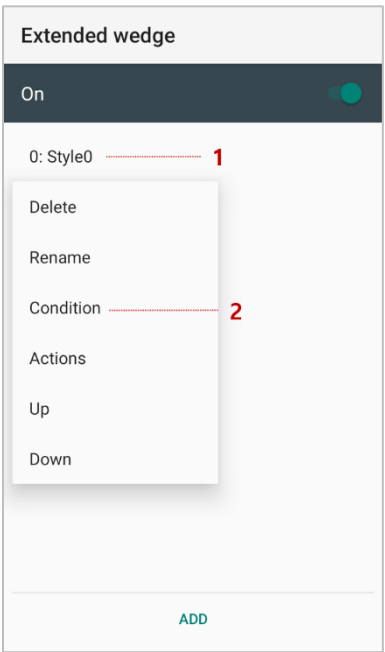 Extended wedge
On
0: Style0 1
Delete
Rename
Condition 2
Actions
Up
Down
ADD